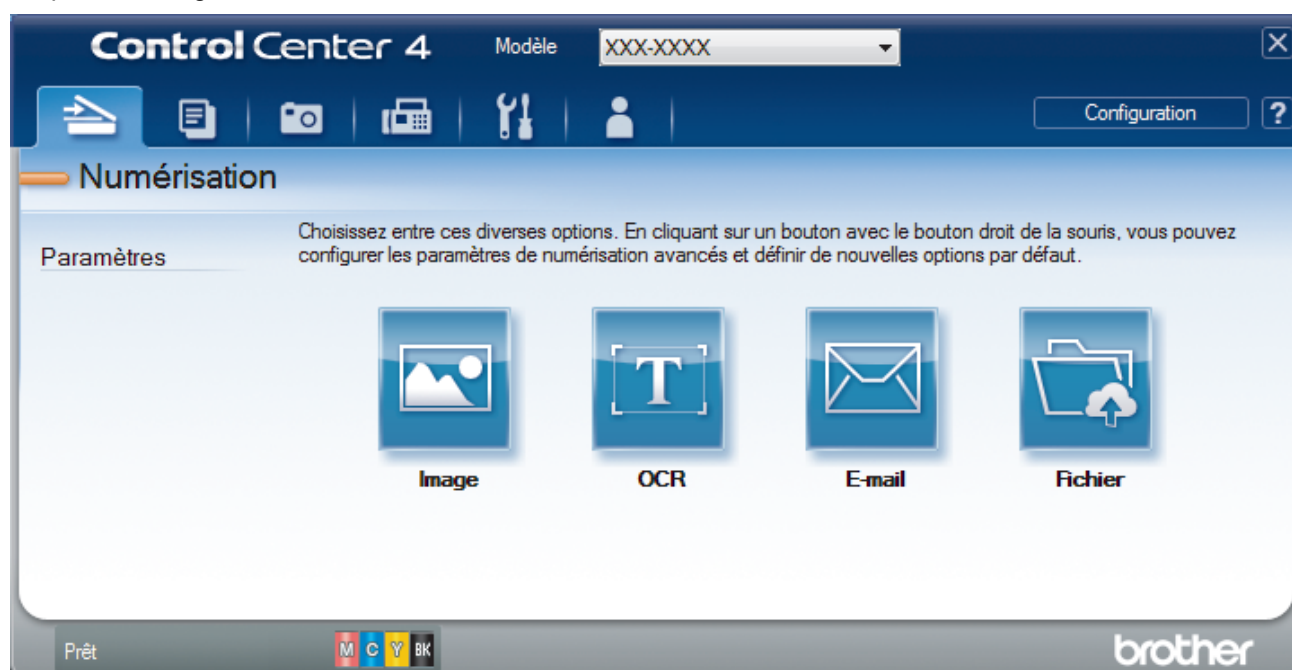 Control Center 4
Modèle
XXX-XXXX
Configuration
?
Numérisation
Paramètres
Choisissez entre ces diverses options. En cliquant sur un bouton avec le bouton droit de la souris, vous pouvez
configurer les paramètres de numérisation avancés et définir de nouvelles options par défaut.
T
Image
OCR
E-mail
Fichier
Prêt
M C Y BK
brother